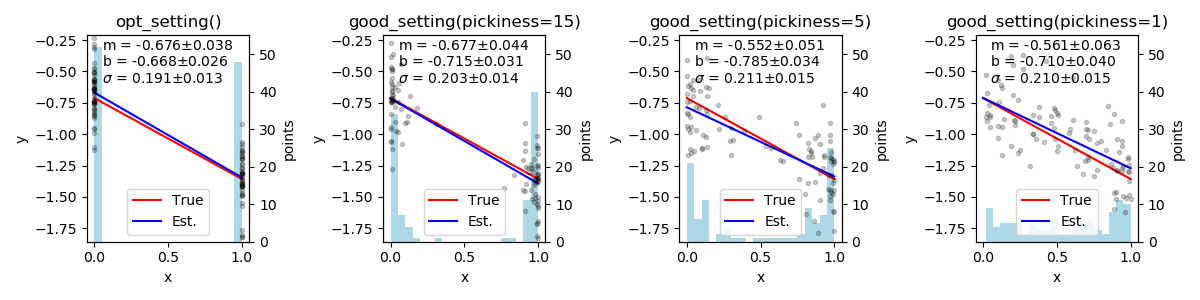 opt_setting()
m = -0.676±0.038
b = -0.668±0.026
σ = 0.191±0.013
−0.25
−0.50
−0.75
−1.00
−1.25
−1.50
−1.75
y
50
40
30
20
10
0
points
True
Est.
0.0 0.5 1.0
x
good_setting(pickiness=15)
m = -0.677±0.044
b = -0.715±0.031
σ = 0.203±0.014
−0.25
−0.50
−0.75
−1.00
−1.25
−1.50
−1.75
y
50
40
30
20
10
0
points
True
Est.
0.0 0.5 1.0
x
good_setting(pickiness=5)
m = -0.552±0.051
b = -0.785±0.034
σ = 0.211±0.015
−0.25
−0.50
−0.75
−1.00
−1.25
−1.50
−1.75
y
50
40
30
20
10
0
points
True
Est.
0.0 0.5 1.0
x
good_setting(pickiness=1)
m = -0.561±0.063
b = -0.710±0.040
σ = 0.210±0.015
−0.25
−0.50
−0.75
−1.00
−1.25
−1.50
−1.75
y
50
40
30
20
10
0
points
True
Est.
0.0 0.5 1.0
x